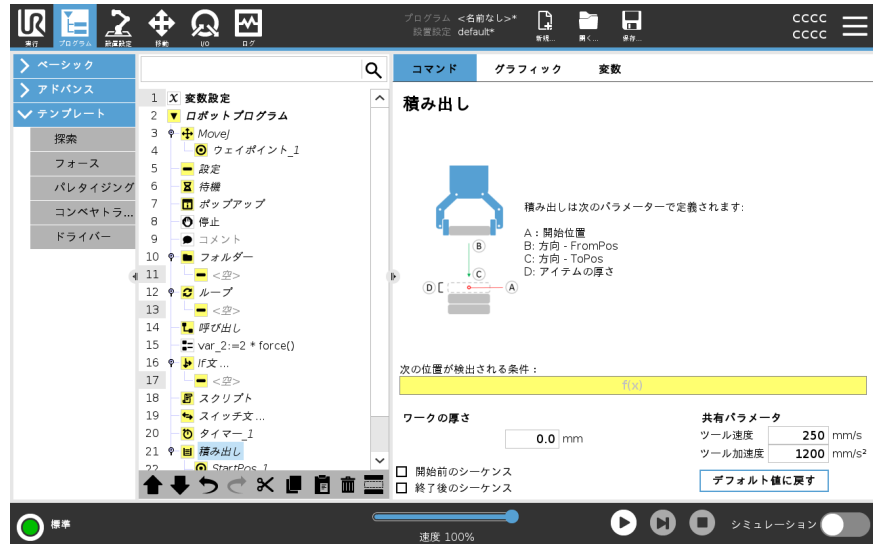 プログラム <名前なし>*
設置設定 default*
実行
プログラム
設置設定
移動
I/O
ログ
新規...
開く...
保存...
CCCC
CCCC
ベーシック
アドバンス
テンプレート
探索
フォース
パレタイジング
コンベヤトラ...
ドライバー
1 X 変数設定
2 ロボットプログラム
3 MoveJ
4 ウェイポイント_1
5 設定
6 待機
7 ポップアップ
8 停止
9 コメント
10 フォルダー
11 <空>
12 ループ
13 <空>
14 呼び出し
15 var_2:=2 * force()
16 If文 ...
17 <空>
18 スクリプト
19 スイッチ文 ...
20 タイマー_1
21 積み出し
22 StartPos_1
コマンド グラフィック 変数
積み出し
B
C
D
A
積み出しは次のパラメーターで定義されます:
A : 開始位置
B: 方向 - FromPos
C: 方向 - ToPos
D: アイテムの厚さ
次の位置が検出される条件 :
f(x)
ワークの厚さ
0.0 mm
開始前のシーケンス
終了後のシーケンス
共有パラメータ
ツール速度 250 mm/s
ツール加速度 1200 mm/s²
デフォルト値に戻す
標準
速度 100%
シミュレーション